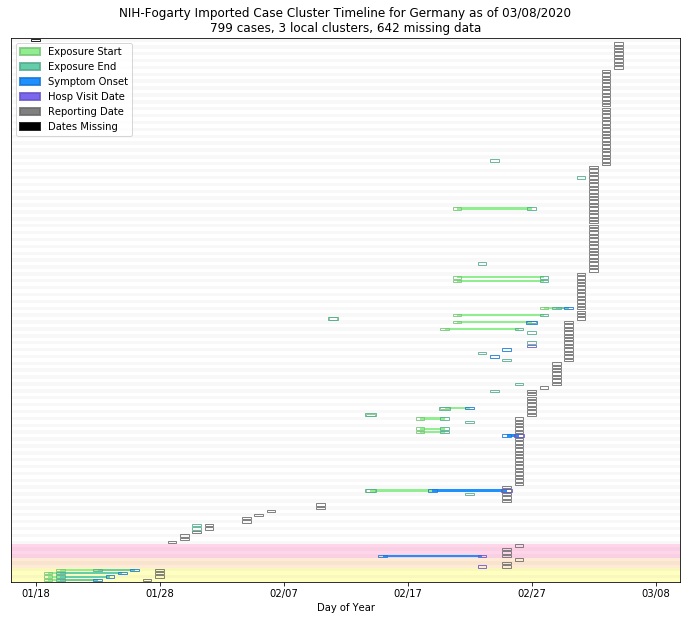 NIH-Fogarty Imported Case Cluster Timeline for Germany as of 03/08/2020
799 cases, 3 local clusters, 642 missing data
Exposure Start
Exposure End
Symptom Onset
Hosp Visit Date
Reporting Date
Dates Missing
01/18 01/28 02/07 02/17 02/27 03/08
Day of Year